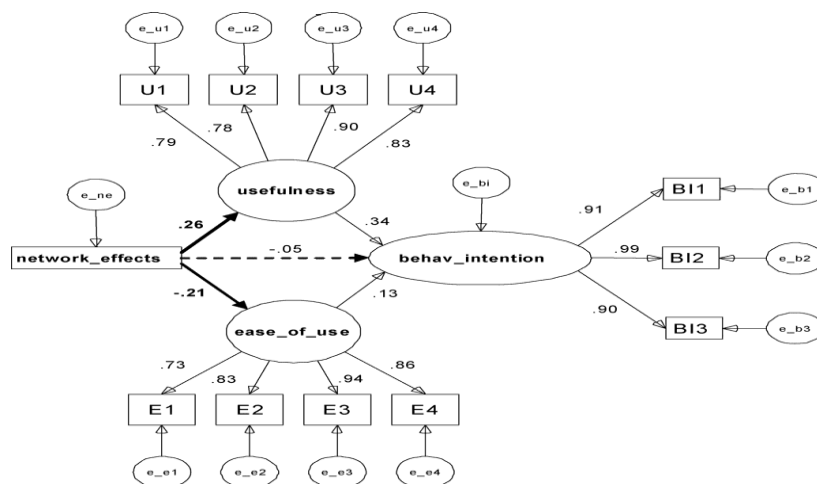 e_u1 e_u2 e_u3 e_u4
U1 U2 U3 U4
.79 .78 .90 .83
usefulness
e_ne
e_bi
BI1 e_b1
.26 .34 .91
-.05 .99
network_effects behav_intention BI2 e_b2
-.21 .13 .90
ease_of_use BI3 e_b3
.73 .83 .94 .86
E1 E2 E3 E4
e_e1 e_e2 e_e3 e_e4